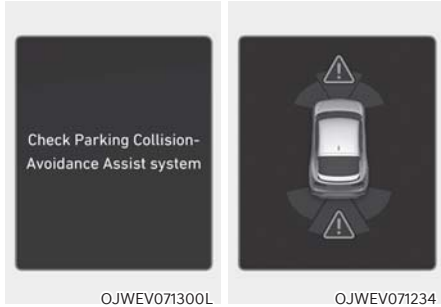 Check Parking Collision-
Avoidance Assist system
OJWEV071300L
OJWEV071234